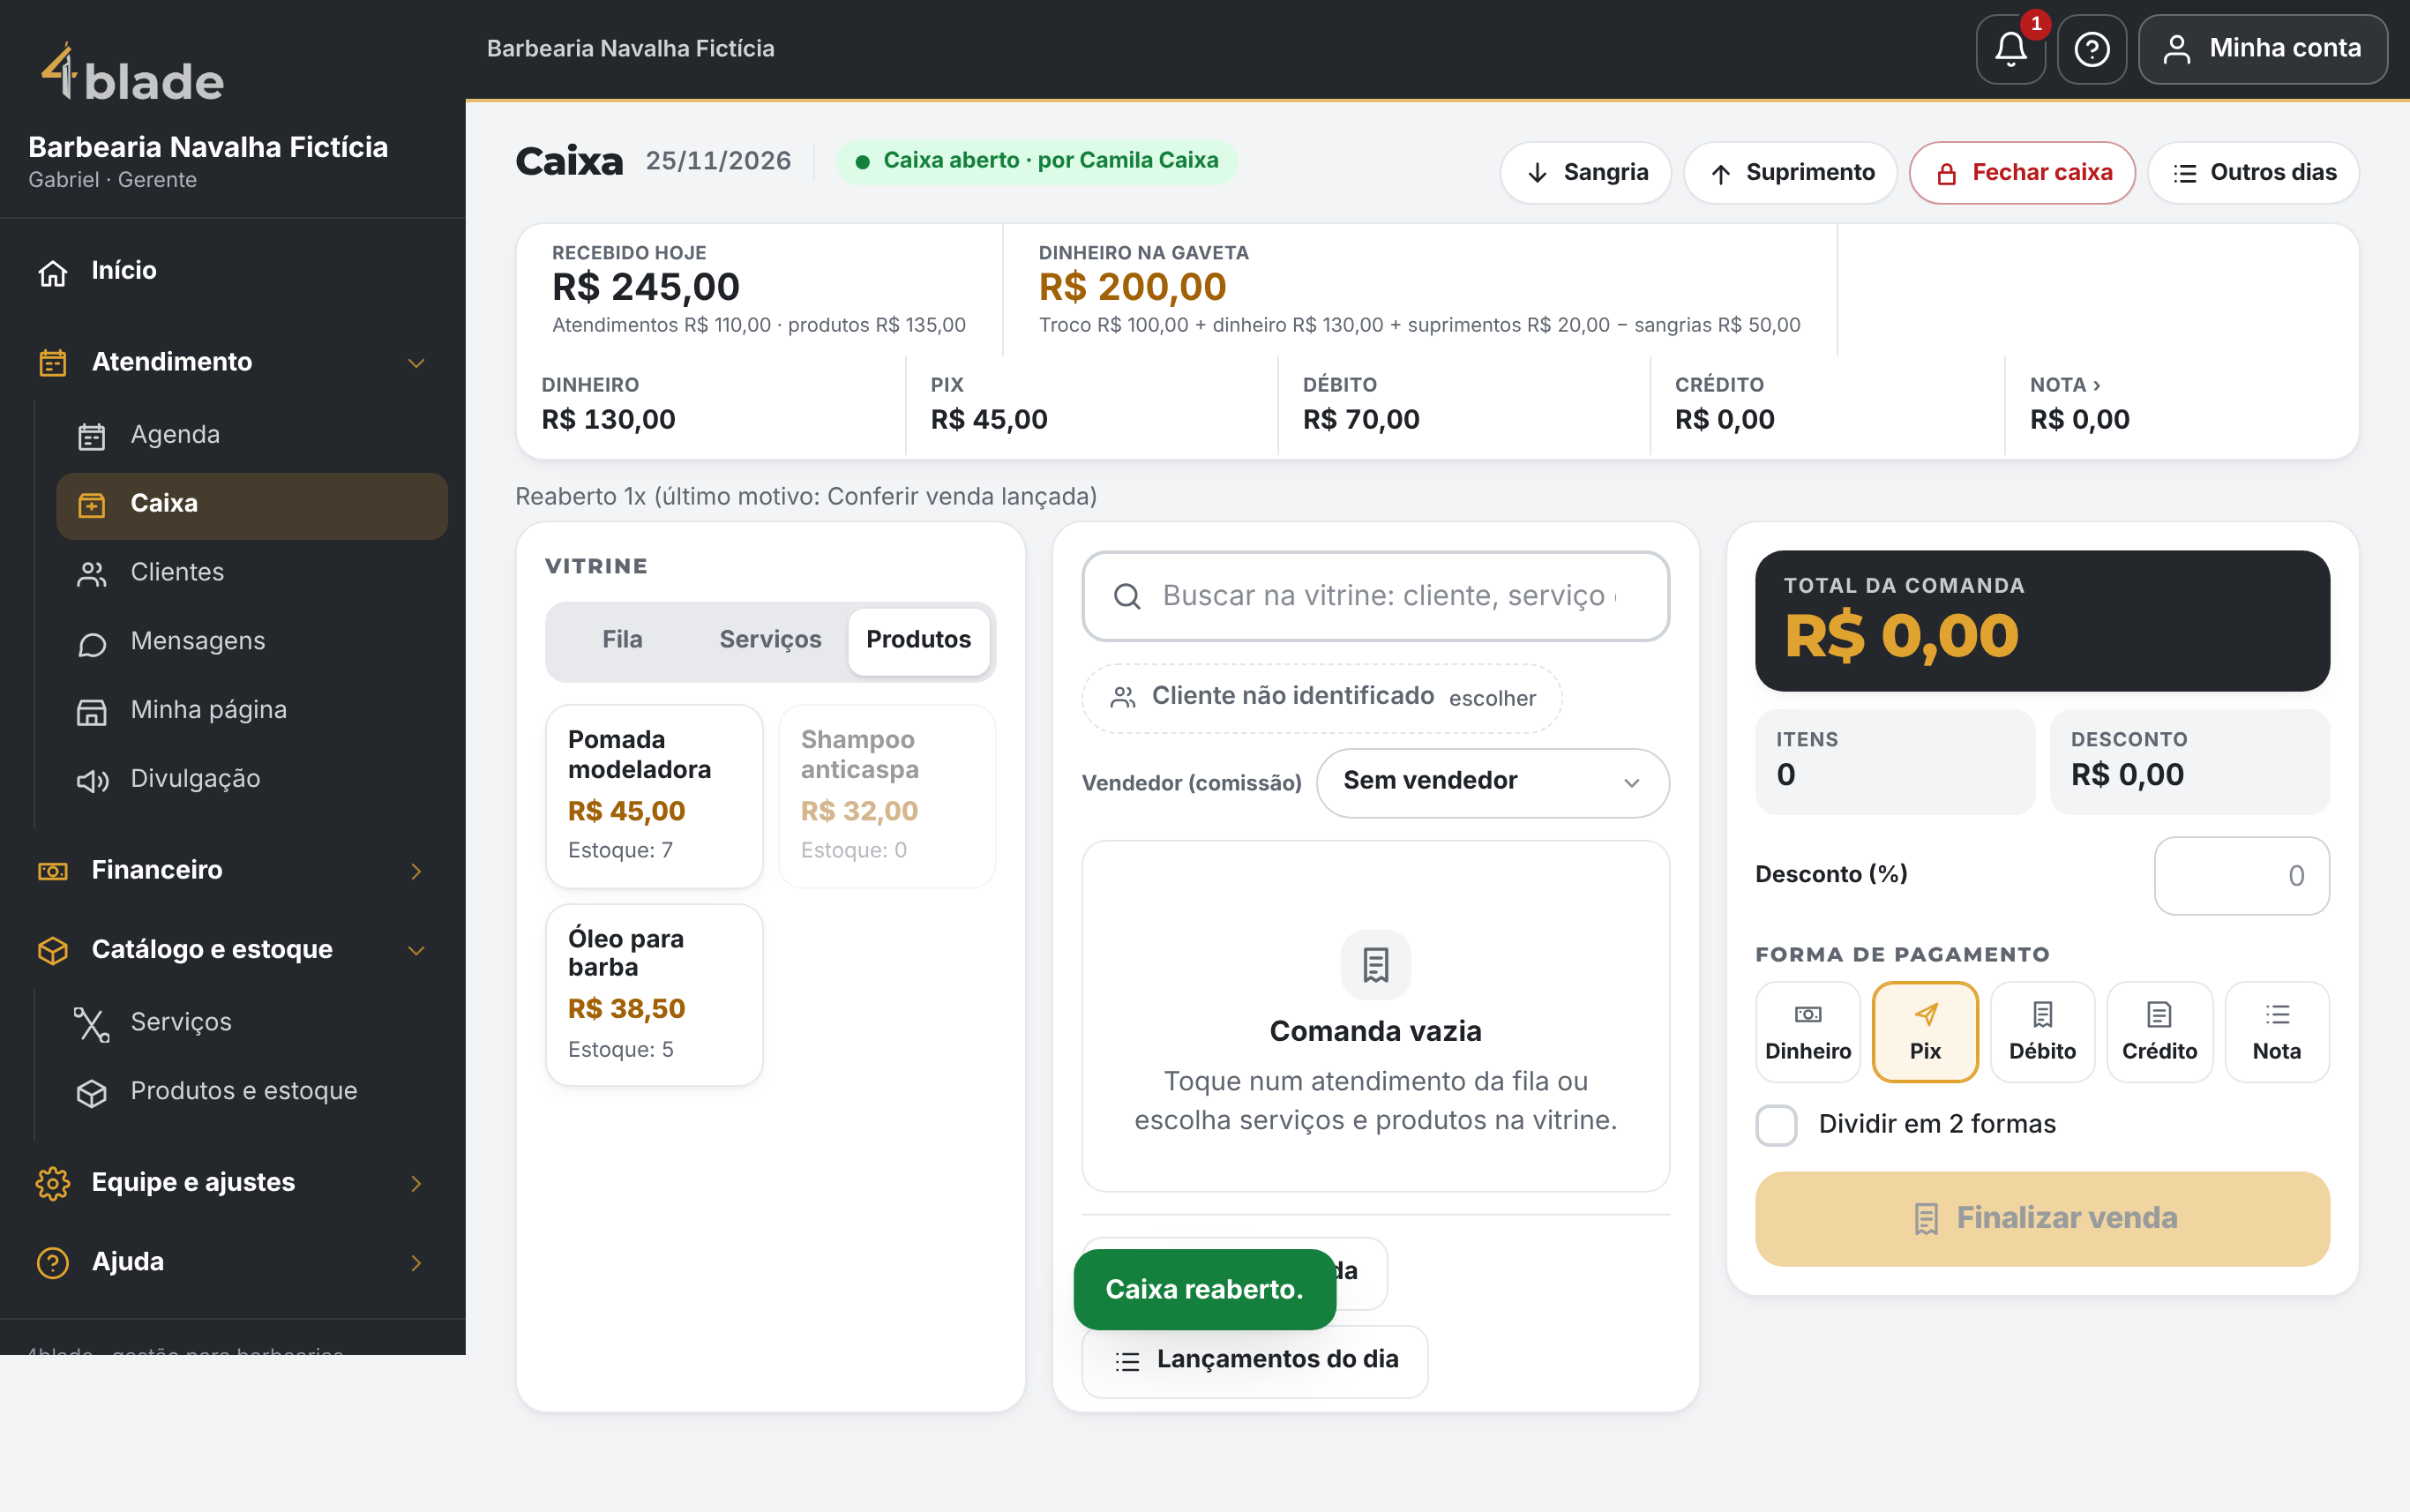 4blade
Barbearia Navalha Fictícia
Gabriel · Gerente
Início
Atendimento
Agenda
Caixa
Clientes
Mensagens
Minha página
Divulgação
Financeiro
Catálogo e estoque
Serviços
Produtos e estoque
Equipe e ajustes
Ajuda
Barbearia Navalha Fictícia
1
Minha conta
Caixa 25/11/2026 Caixa aberto · por Camila Caixa
Sangria
Suprimento
Fechar caixa
Outros dias
RECEBIDO HOJE
R$ 245,00
Atendimentos R$ 110,00 · produtos R$ 135,00
DINHEIRO NA GAVETA
R$ 200,00
Troco R$ 100,00 + dinheiro R$ 130,00 + suprimentos R$ 20,00 − sangrias R$ 50,00
DINHEIRO
R$ 130,00
PIX
R$ 45,00
DÉBITO
R$ 70,00
CRÉDITO
R$ 0,00
NOTA ›
R$ 0,00
Reaberto 1x (último motivo: Conferir venda lançada)
VITRINE
Fila
Serviços
Produtos
Pomada
modeladora
R$ 45,00
Estoque: 7
Shampoo
anticaspa
R$ 32,00
Estoque: 0
Óleo para
barba
R$ 38,50
Estoque: 5
Buscar na vitrine: cliente, serviço
Cliente não identificado escolher
Vendedor (comissão) Sem vendedor
Comanda vazia
Toque num atendimento da fila ou
escolha serviços e produtos na vitrine.
Caixa reaberto.
Lançamentos do dia
TOTAL DA COMANDA
R$ 0,00
ITENS
0
DESCONTO
R$ 0,00
Desconto (%) 0
FORMA DE PAGAMENTO
Dinheiro
Pix
Débito
Crédito
Nota
Dividir em 2 formas
Finalizar venda